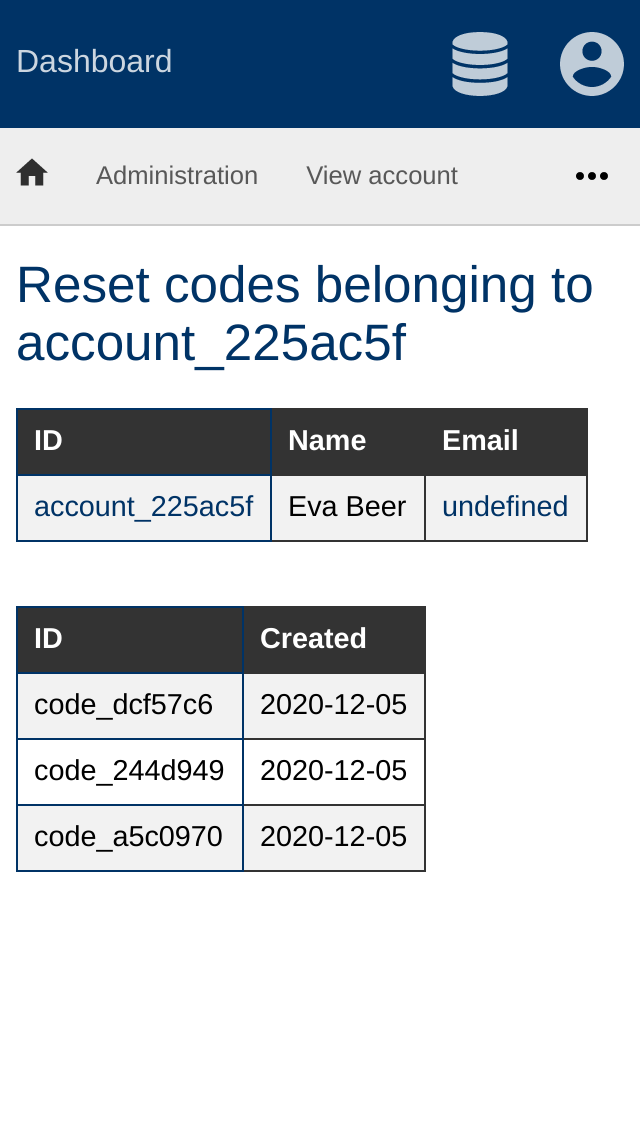 Dashboard
Administration View account
Reset codes belonging to
account_225ac5f
ID Name Email
account_225ac5f Eva Beer undefined
ID Created
code_dcf57c6 2020-12-05
code_244d949 2020-12-05
code_a5c0970 2020-12-05